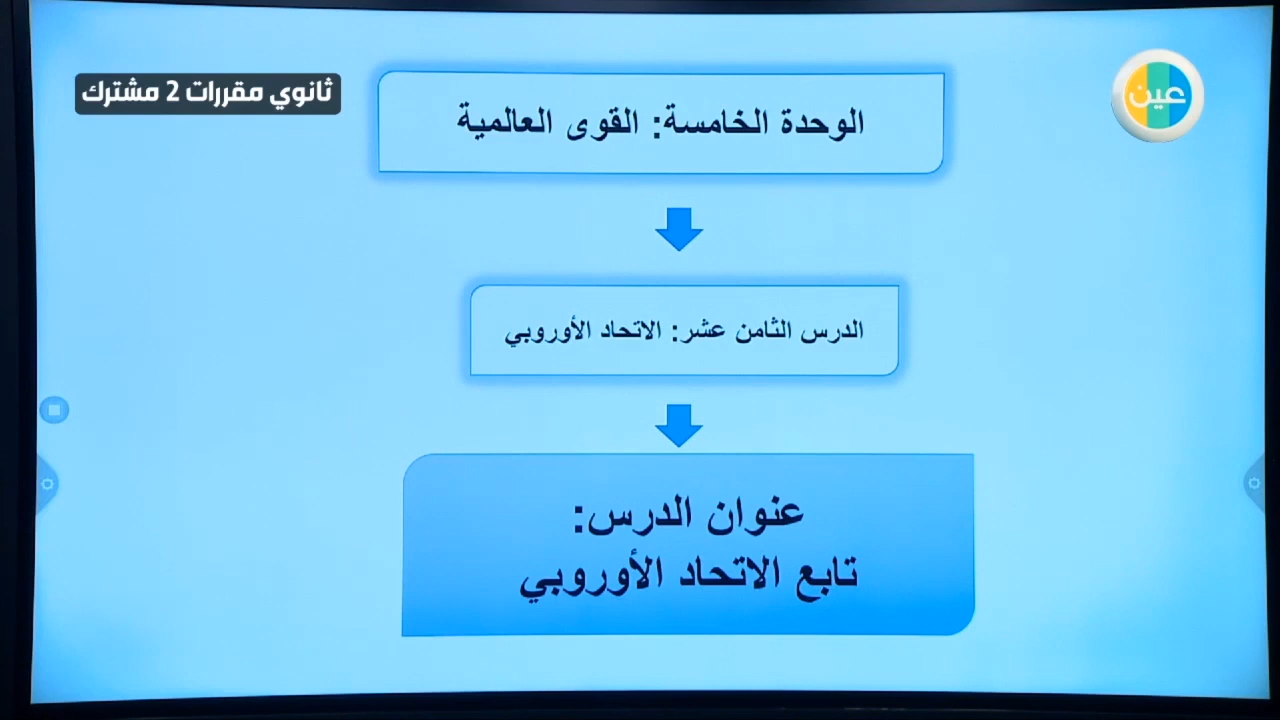 ثانوي مقررات 2 مشترك
عين
الوحدة الخامسة: القوى العالمية
الدرس الثامن عشر: الاتحاد الأوروبي
عنوان الدرس:
تابع الاتحاد الأوروبي